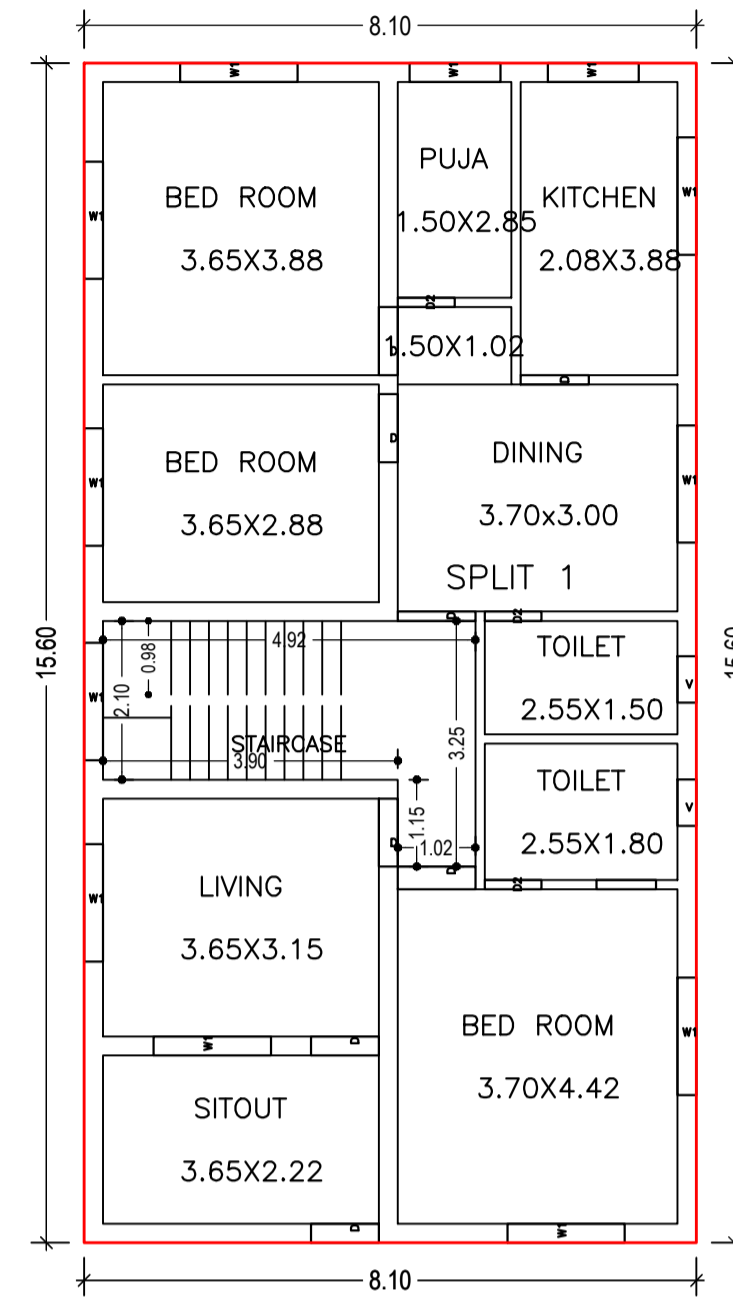 8.10
W1
W1
W1
PUJA
1.50X2.85
BED ROOM
3.65X3.88
KITCHEN
2.08X3.88
W1
W1
D2
D
1.50X1.02
D
D
BED ROOM
3.65X2.88
DINING
3.70x3.00
W1
W1
SPLIT 1
D
D2
15.60
15.60
4.92
0.98
2.10
W1
STAIRCASE
3.90
3.25
TOILET
2.55X1.50
V
TOILET
2.55X1.80
V
1.15
1.02
D
D
D2
LIVING
3.65X3.15
W1
W1
D
BED ROOM
3.70X4.42
W1
SITOUT
3.65X2.22
D
W1
8.10